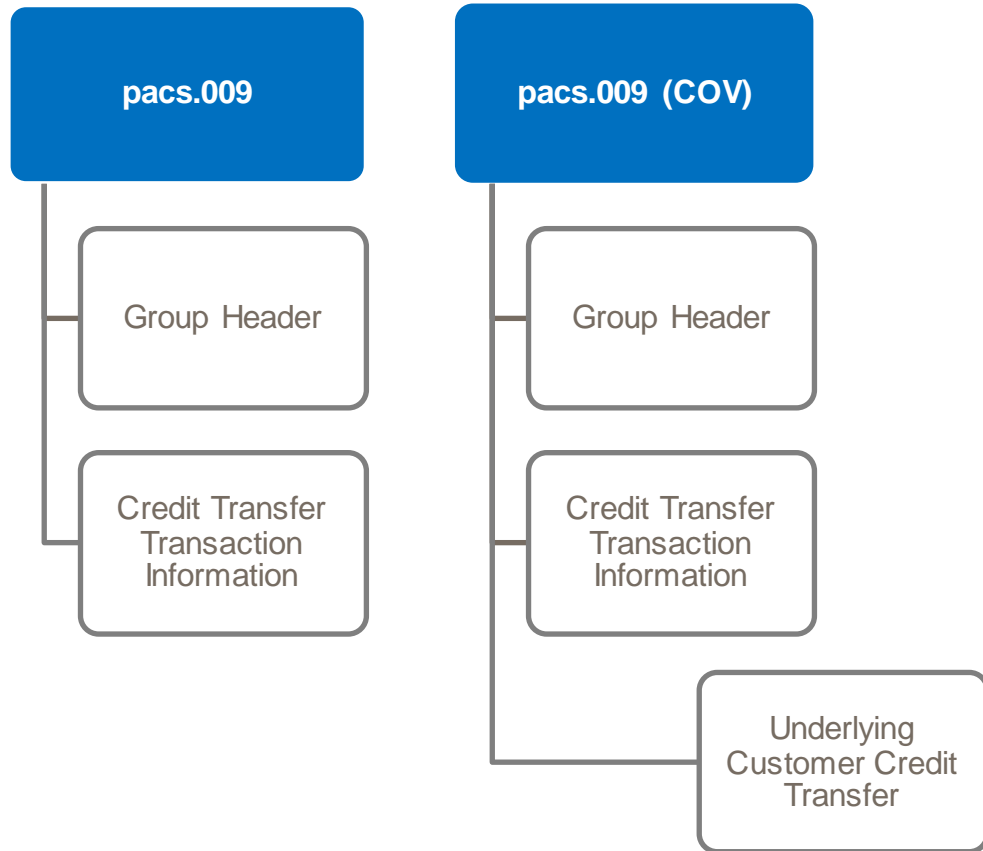 pacs.009
Group Header
Credit Transfer
Transaction
Information
pacs.009 (COV)
Group Header
Credit Transfer
Transaction
Information
Underlying
Customer Credit
Transfer